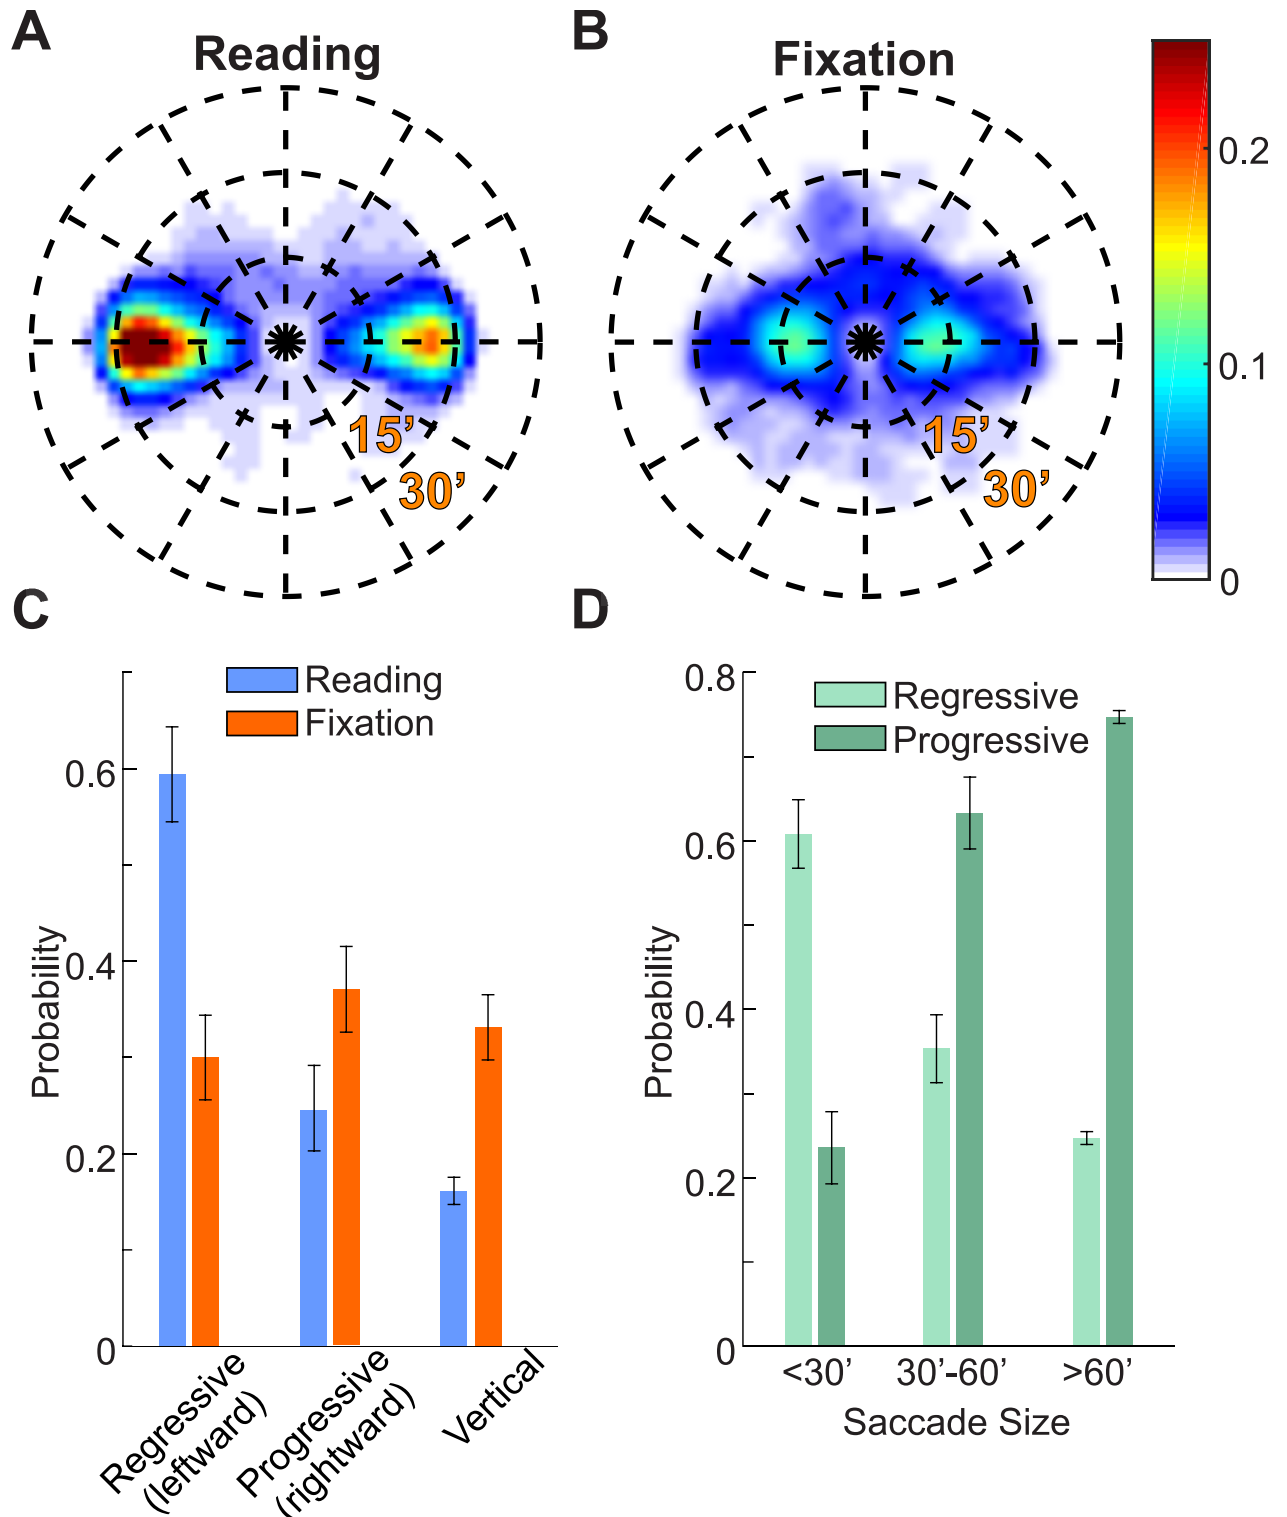 A
Reading
15’
30’
B
Fixation
15’
30’
0.2
0.1
0
C
Reading
Fixation
Probability
0.6
0.4
0.2
0
Regressive
(leftward)
Progressive
(rightward)
Vertical
D
Regressive
Progressive
Probability
0.8
0.6
0.4
0.2
0
<30’
30’-60’
>60’
Saccade Size